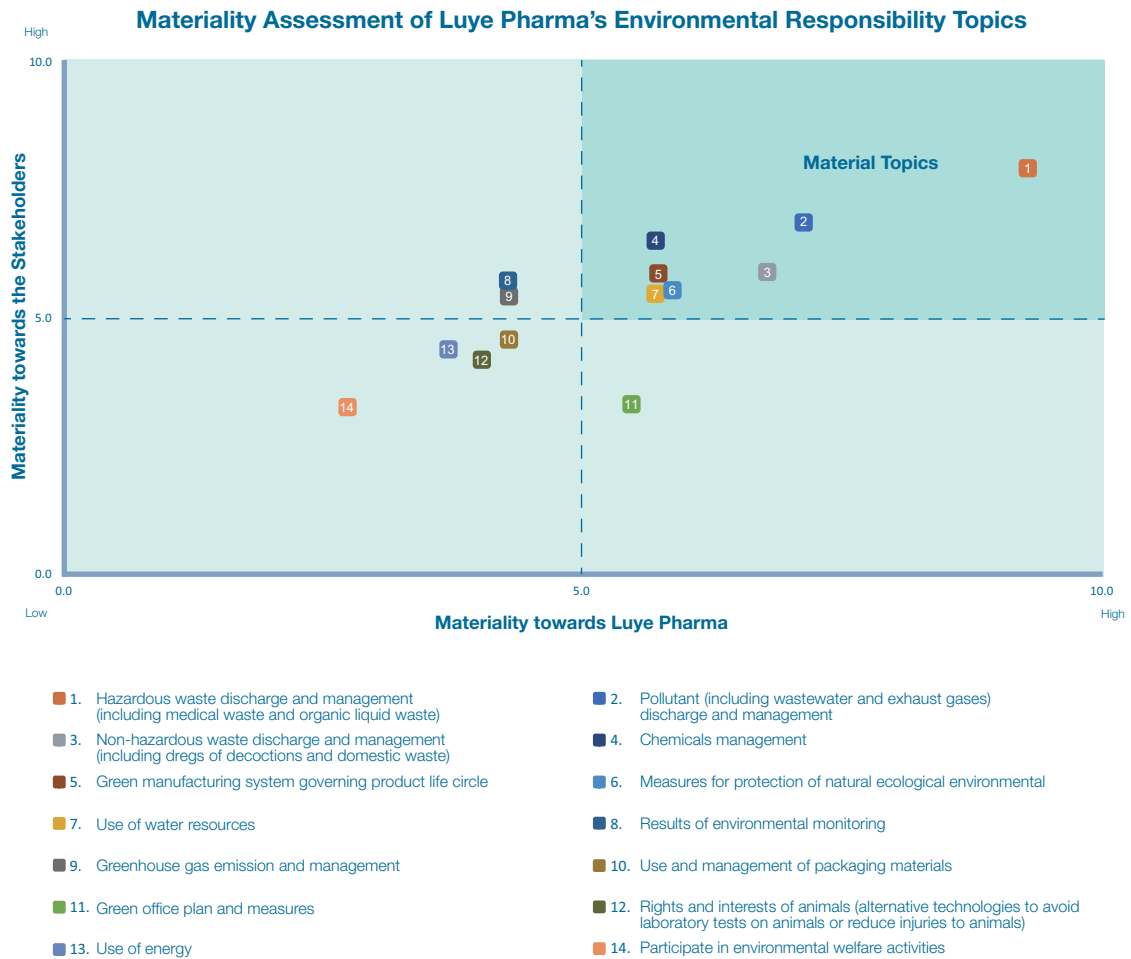 Materiality Assessment of Luye Pharma's Environmental Responsibility Topics
High
10.0
Materiality towards the Stakeholders
Material Topics
1
2
4
3
5
6
7
8
9
5.0
10
13
12
11
14
0.0
0.0
5.0
10.0
Low
High
Materiality towards Luye Pharma
1. Hazardous waste discharge and management
(including medical waste and organic liquid waste)
2. Pollutant (including wastewater and exhaust gases)
discharge and management
3. Non-hazardous waste discharge and management
(including dregs of decoctions and domestic waste)
4. Chemicals management
5. Green manufacturing system governing product life circle
6. Measures for protection of natural ecological environmental
7. Use of water resources
8. Results of environmental monitoring
9. Greenhouse gas emission and management
10. Use and management of packaging materials
11. Green office plan and measures
12. Rights and interests of animals (alternative technologies to avoid
laboratory tests on animals or reduce injuries to animals)
13. Use of energy
14. Participate in environmental welfare activities